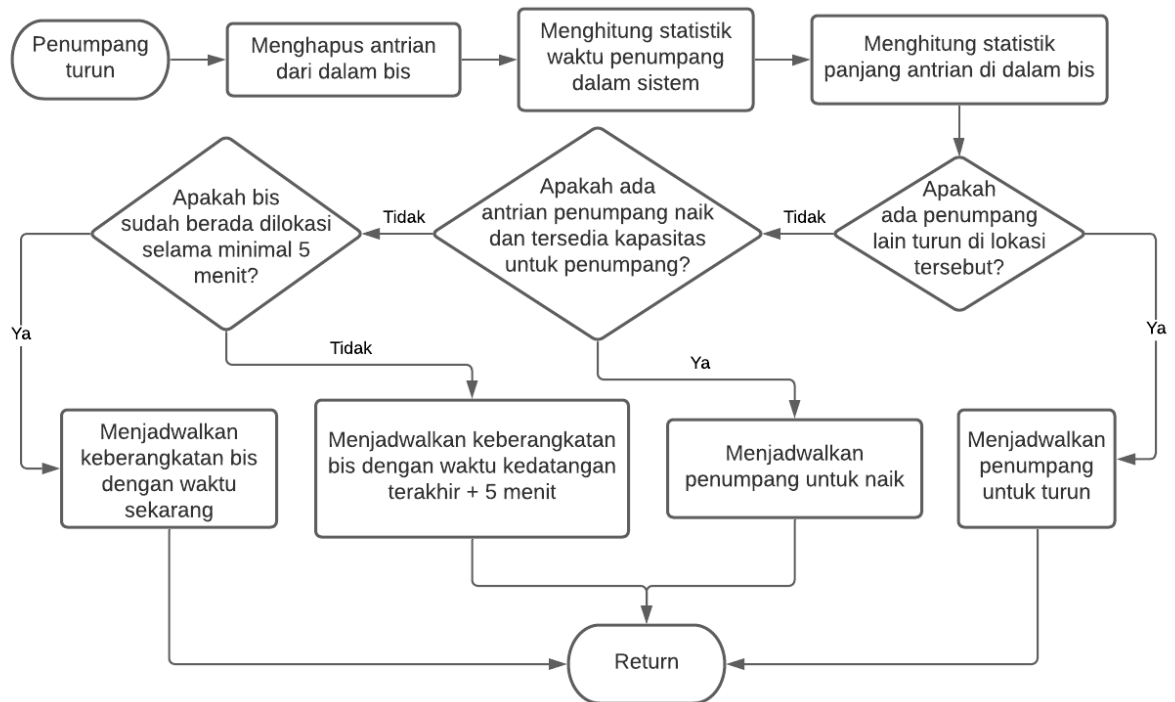 Penumpang
turun
Menghapus antrian
dari dalam bis
Menghitung statistik
waktu penumpang
dalam sistem
Menghitung statistik
panjang antrian di dalam bis
Apakah bis
sudah berada dilokasi
selama minimal 5
menit?
Tidak
Apakah ada
antrian penumpang naik
dan tersedia kapasitas
untuk penumpang?
Tidak
Apakah
ada penumpang
lain turun di lokasi
tersebut?
Ya
Tidak
Ya
Ya
Menjadwalkan
keberangkatan bis
dengan waktu
sekarang
Menjadwalkan keberangkatan
bis dengan waktu kedatangan
terakhir + 5 menit
Menjadwalkan
penumpang untuk naik
Menjadwalkan
penumpang
untuk turun
Return